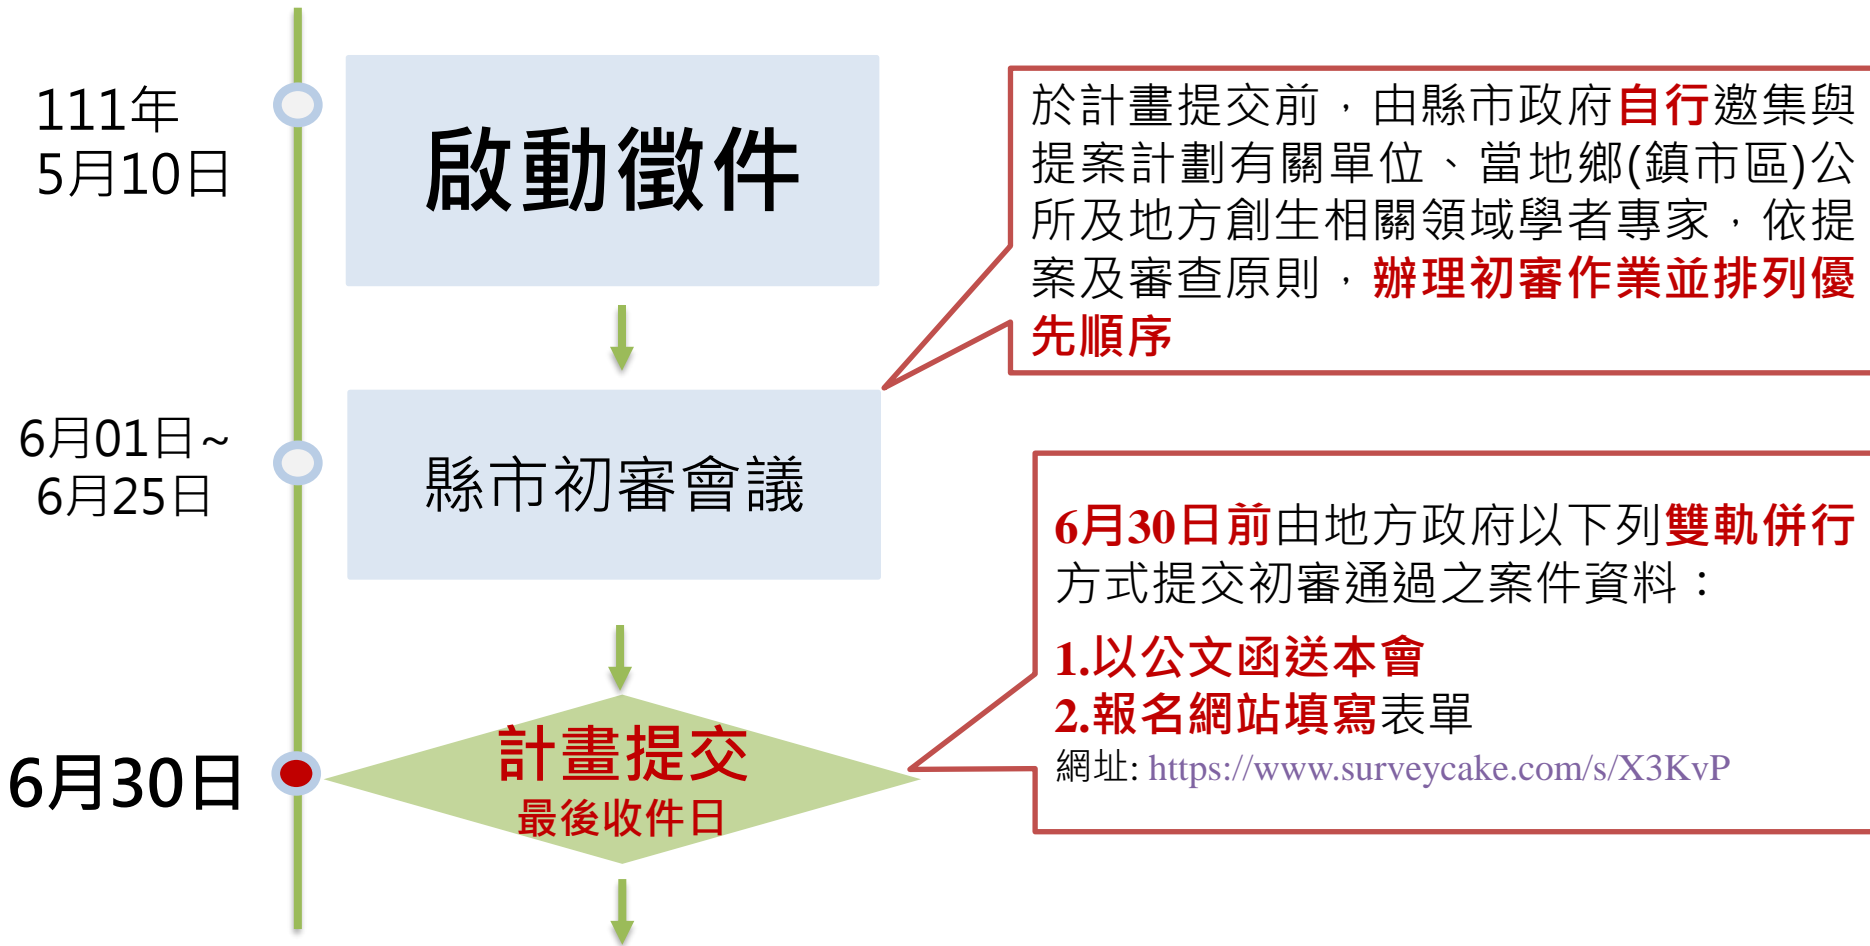 111年
5月10日
啟動徵件
於計畫提交前，由縣市政府自行邀集與
提案計劃有關單位、當地鄉(鎮市區)公
所及地方創生相關領域學者專家，依提
案及審查原則，辦理初審作業並排列優
先順序
6月01日~
6月25日
縣市初審會議
6月30日前由地方政府以下列雙軌併行
方式提交初審通過之案件資料：
1.以公文函送本會
2.報名網站填寫表單
網址: https://www.surveycake.com/s/X3KvP
6月30日
計畫提交
最後收件日